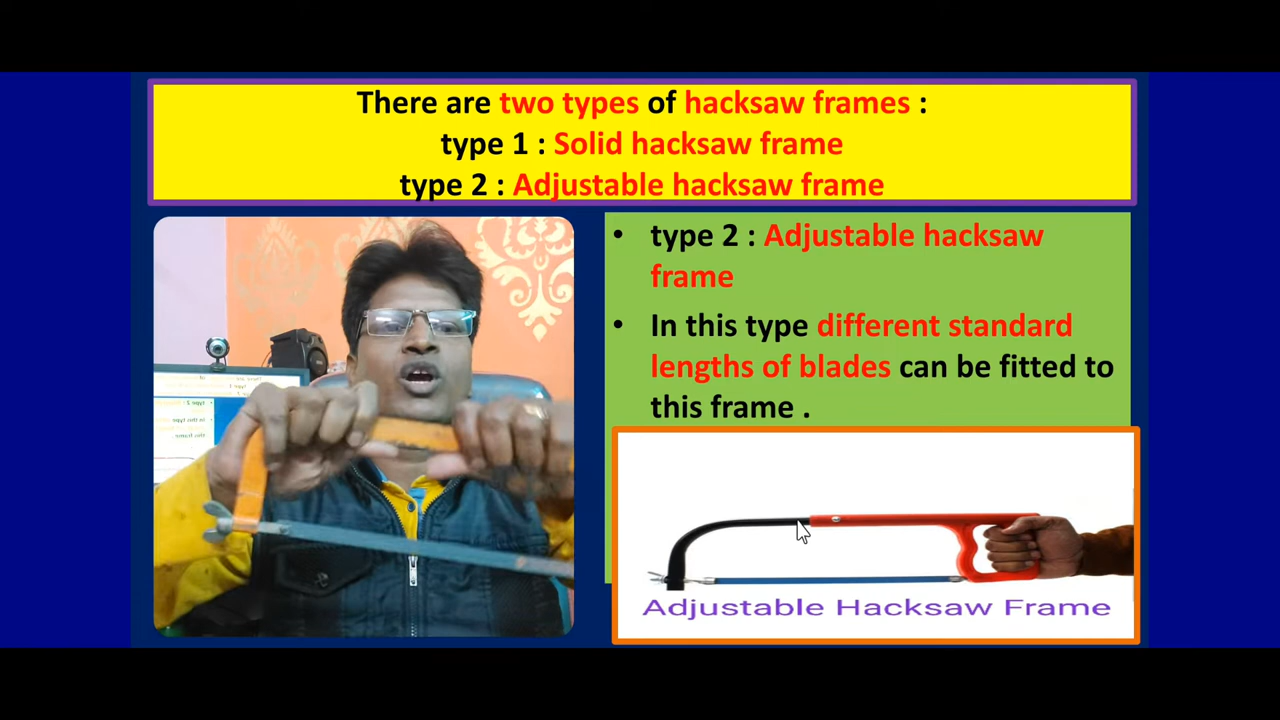 There are two types of hacksaw frames :
type 1 : Solid hacksaw frame
type 2 : Adjustable hacksaw frame
• type 2 : Adjustable hacksaw
frame
• In this type different standard
lengths of blades can be fitted to
this frame .
Adjustable Hacksaw Frame